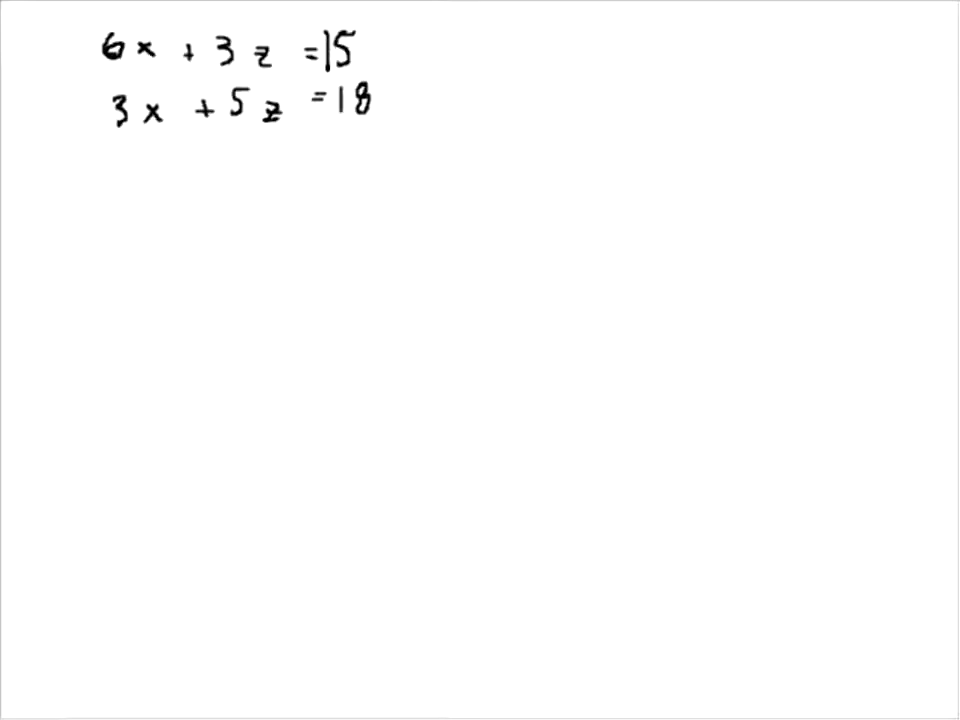 6x + 3z = 15
3x + 5z = 18